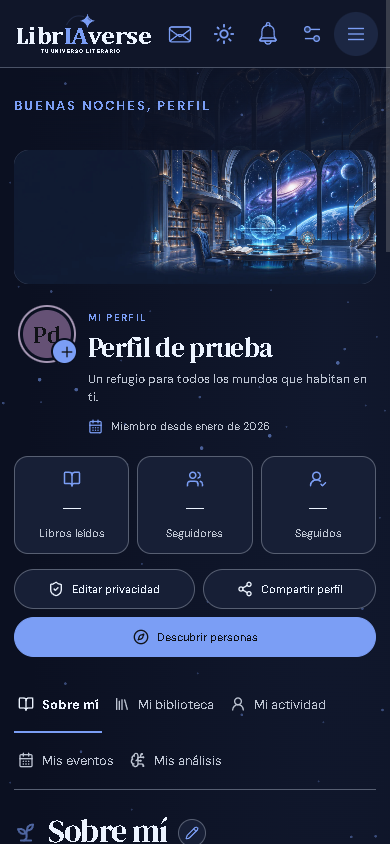 LibrIAverse
TU UNIVERSO LITERARIO
BUENAS NOCHES, PERFIL
MI PERFIL
Pd
Perfil de prueba
Un refugio para todos los mundos que habitan en
ti.
Miembro desde enero de 2026
— — —
Libros leídos Seguidores Seguidos
Editar privacidad Compartir perfil
Descubrir personas
Sobre mí Mi biblioteca Mi actividad
Mis eventos Mis análisis
Sobre mí